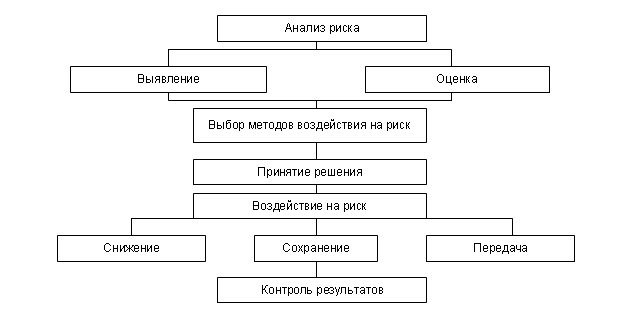 Анализ риска
Выявление
Оценка
Выбор методов воздействия на риск
Принятие решения
Воздействие на риск
Снижение
Сохранение
Передача
Контроль результатов